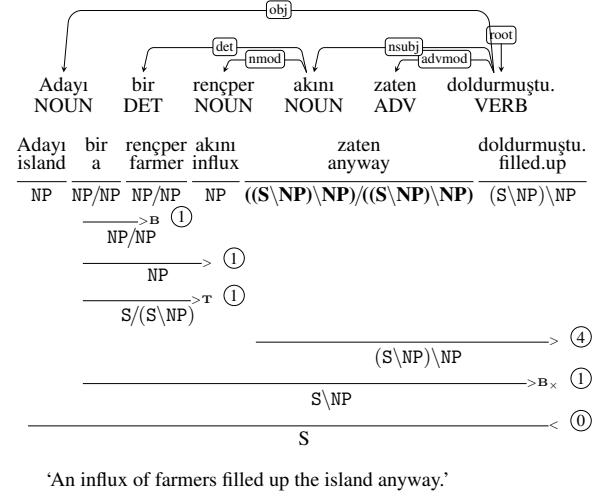 obj
det
nsubj
root
nmod
advmod
Adayı bir rençper akını zaten doldurmuştu.
NOUN DET NOUN NOUN ADV VERB
Adayı bir rençper akını zaten doldurmuştu.
island a farmer influx anyway filled.up
NP NP/NP NP/NP NP ((S\NP)\NP)/((S\NP)\NP) (S\NP)\NP
>B ①
NP/NP
> ①
NP
>T ①
S/(S\NP)
> ④
(S\NP)\NP
>B× ①
S\NP
< ⓪
S
‘An influx of farmers filled up the island anyway.’